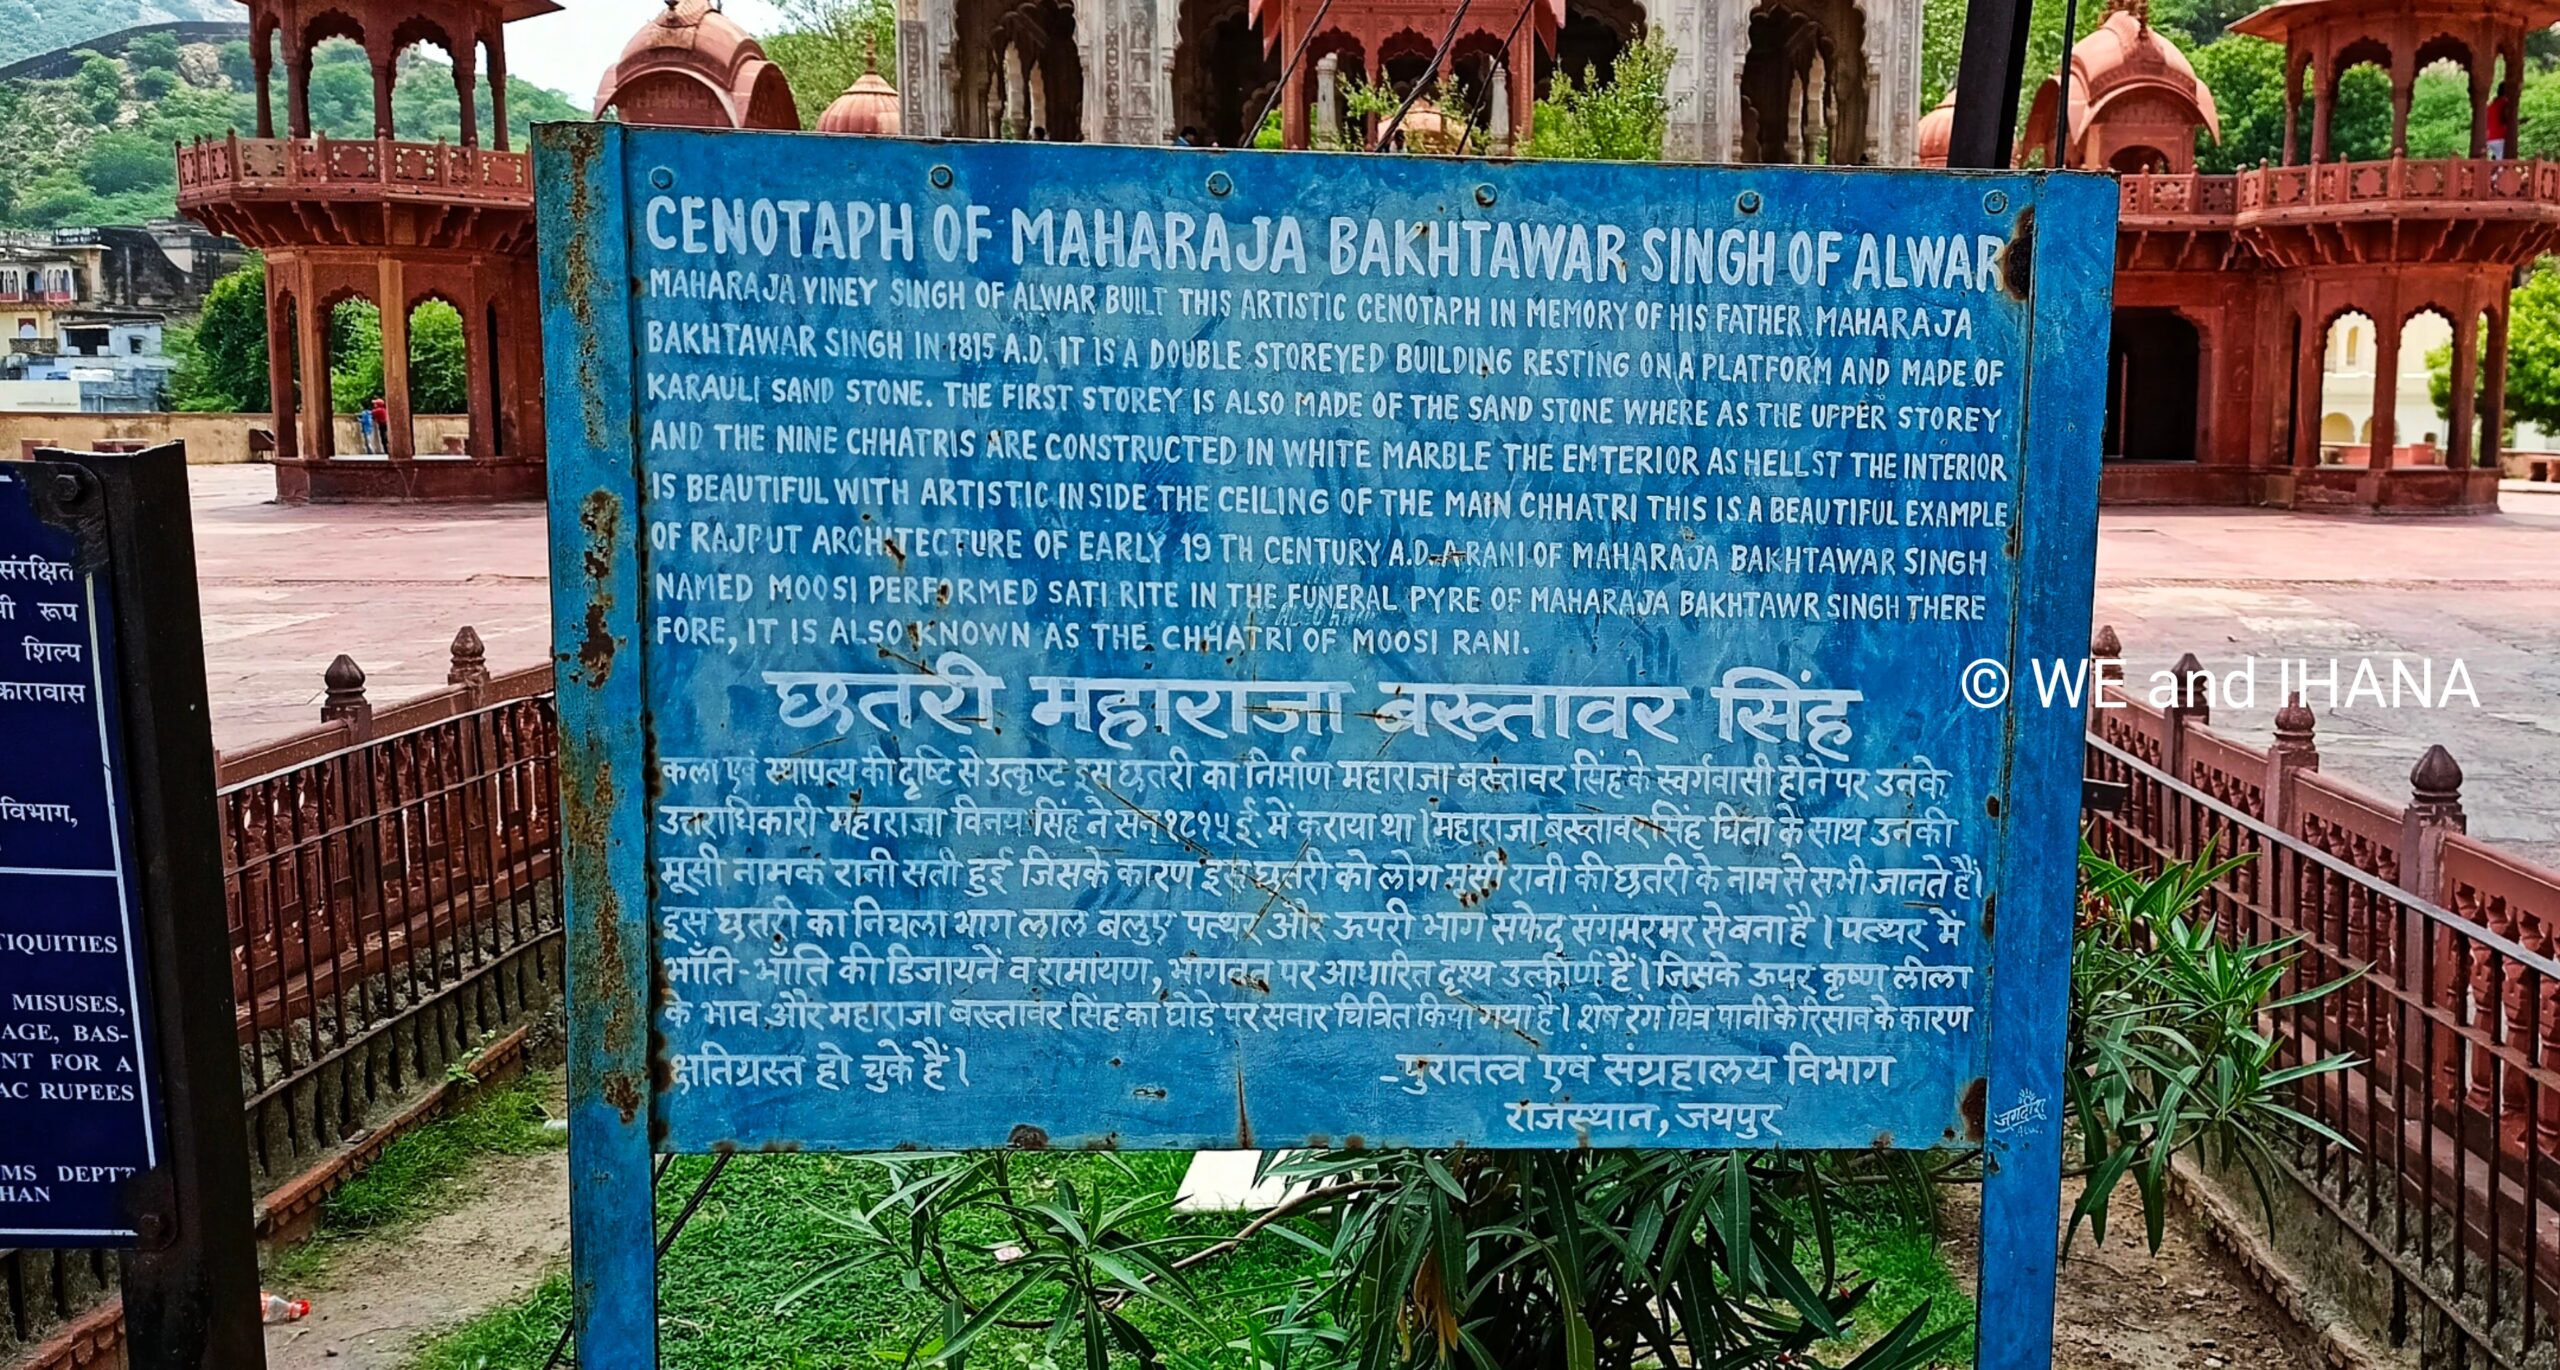 CENOTAPH OF MAHARAJA BAKHTAWAR SINGH OF ALWAR
MAHARAJA VINEY SINGH OF ALWAR BUILT THIS ARTISTIC CENOTAPH IN MEMORY OF HIS FATHER MAHARAJA
BAKHTAWAR SINGH IN 1815 A.D. IT IS A DOUBLE STOREYED BUILDING RESTING ON A PLATFORM AND MADE OF
KARAULI SAND STONE. THE FIRST STOREY IS ALSO MADE OF THE SAND STONE WHERE AS THE UPPER STOREY
AND THE NINE CHHATRIS ARE CONSTRUCTED IN WHITE MARBLE THE EMTERIOR AS HELLST THE INTERIOR
IS BEAUTIFUL WITH ARTISTIC INSIDE THE CEILING OF THE MAIN CHHATRI THIS IS A BEAUTIFUL EXAMPLE
OF RAJPUT ARCHITECTURE OF EARLY 19 TH CENTURY A.D. A RANI OF MAHARAJA BAKHTAWAR SINGH
NAMED MOOSI PERFORMED SATI RITE IN THE FUNERAL PYRE OF MAHARAJA BAKHTAWR SINGH THERE
FORE, IT IS ALSO KNOWN AS THE CHHATRI OF MOOSI RANI.
छतरी महाराजा बख्तावर सिंह
कला एवं स्थापत्य की दृष्टि से उत्कृष्ट इस छतरी का निर्माण महाराजा बख्तावर सिंह के स्वर्गवासी होने पर उनके
उत्तराधिकारी महाराजा विनय सिंह ने सन् १८१५ ई. में कराया था। महाराजा बख्तावर सिंह चिता के साथ उनकी
मूसी नामक रानी सती हुई जिसके कारण इस छतरी को लोग मूसी रानी की छतरी के नाम से सभी जानते हैं।
इस छतरी का निचला भाग लाल बलुए पत्थर और ऊपरी भाग सफेद संगमरमर से बना है। पत्थर में
भाँति-भाँति की डिजायनें व रामायण, भागवत पर आधारित दृश्य उत्कीर्ण हैं। जिसके ऊपर कृष्ण लीला
के भाव और महाराजा बख्तावर सिंह का घोड़े पर सवार चित्रित किया गया है। शेष रंग चित्र पानी के रिसाव के कारण
क्षतिग्रस्त हो चुके हैं।
-पुरातत्व एवं संग्रहालय विभाग
राजस्थान, जयपुर
जगदीश
© WE and IHANA
संरक्षित
रूप
शिल्प
कारावास
विभाग,
TIQUITIES
MISUSES,
AGE, BAS-
NT FOR A
AC RUPEES
MS DEPTT
HAN